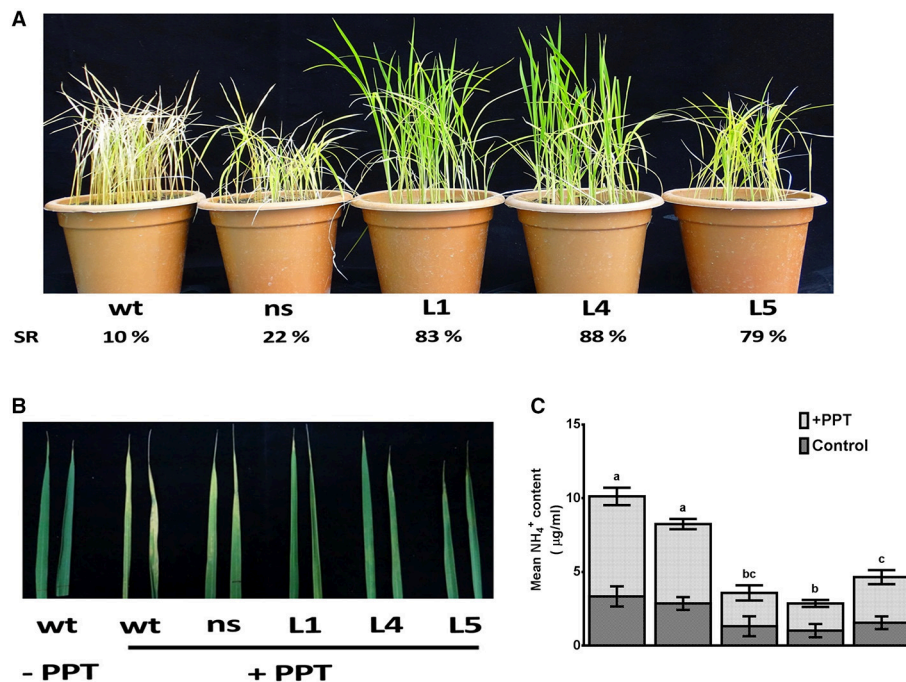 A
wt ns L1 L4 L5
SR 10 % 22 % 83 % 88 % 79 %
B
wt wt ns L1 L4 L5
- PPT + PPT
C
+PPT
Control
Mean NH₄⁺ content
( µg/ml)
15
10
5
0
a a bc b c